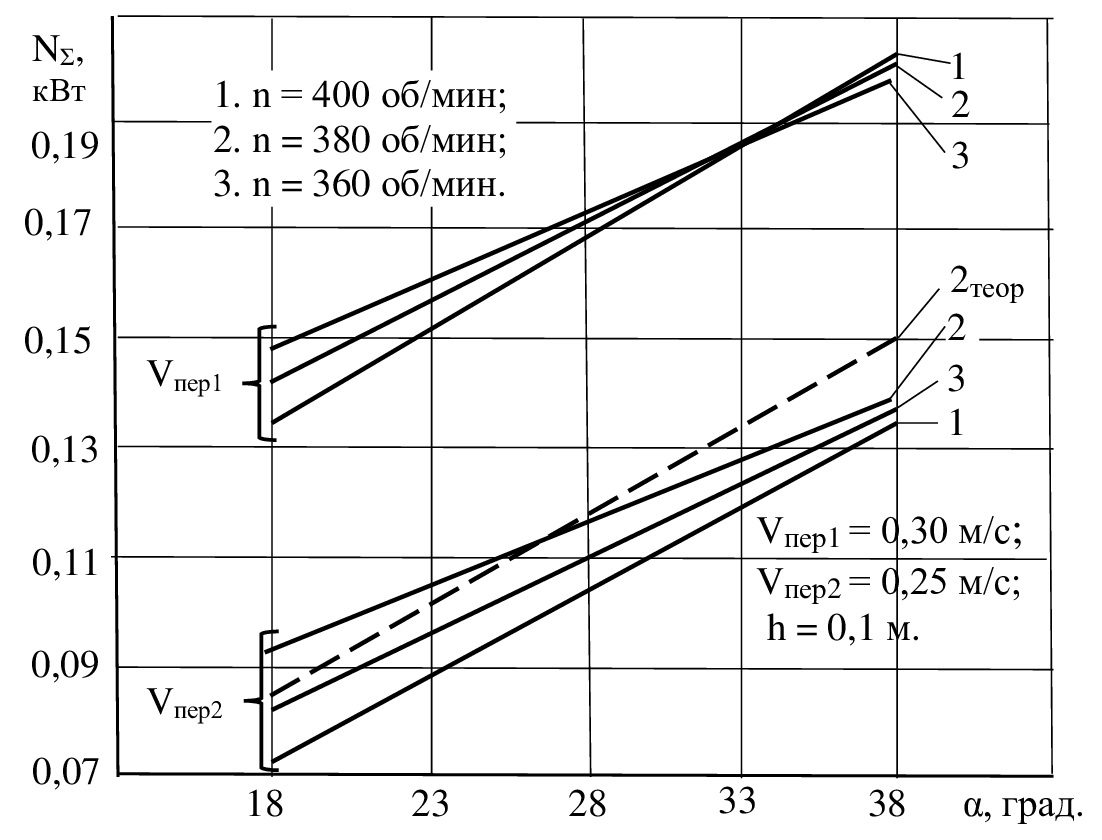 N_Σ,
кВт
1. n = 400 об/мин;
2. n = 380 об/мин;
3. n = 360 об/мин.
1
2
3
0,19
0,17
0,15
0,13
0,11
0,09
0,07
V_пер1
V_пер2
2_теор
2
3
1
V_пер1 = 0,30 м/с;
V_пер2 = 0,25 м/с;
h = 0,1 м.
18 23 28 33 38 α, град.